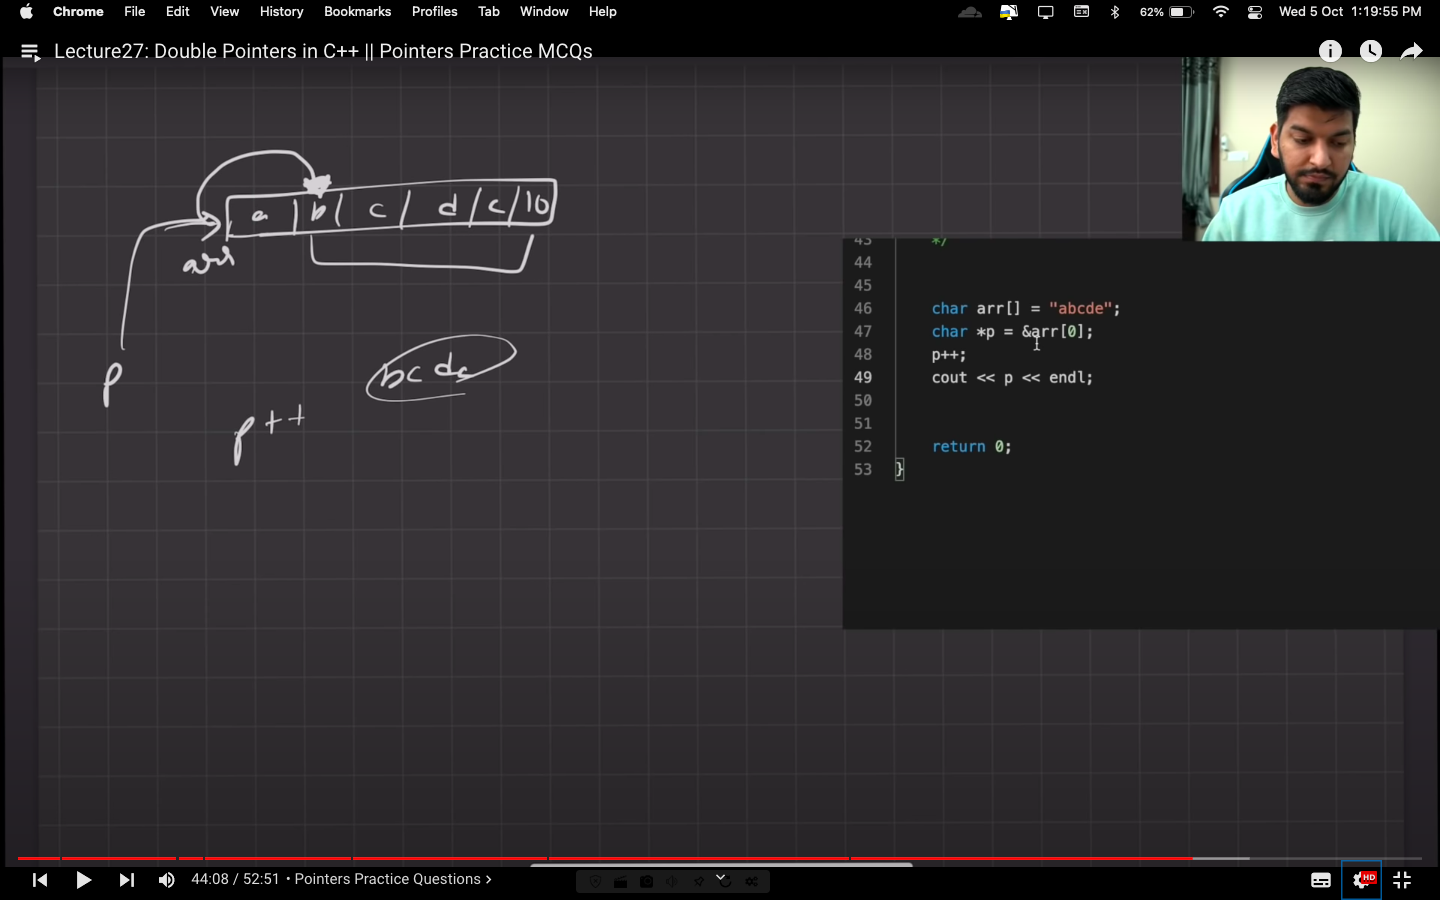 Chrome File Edit View History Bookmarks Profiles Tab Window Help 62% Wed 5 Oct 1:19:55 PM
Lecture27: Double Pointers in C++ || Pointers Practice MCQs
a b c d e \0
arr
p
bcde
p++
43 */
44
45
46 char arr[] = "abcde";
47 char *p = &arr[0];
48 p++;
49 cout << p << endl;
50
51
52 return 0;
53 }
44:08 / 52:51 • Pointers Practice Questions >
HD